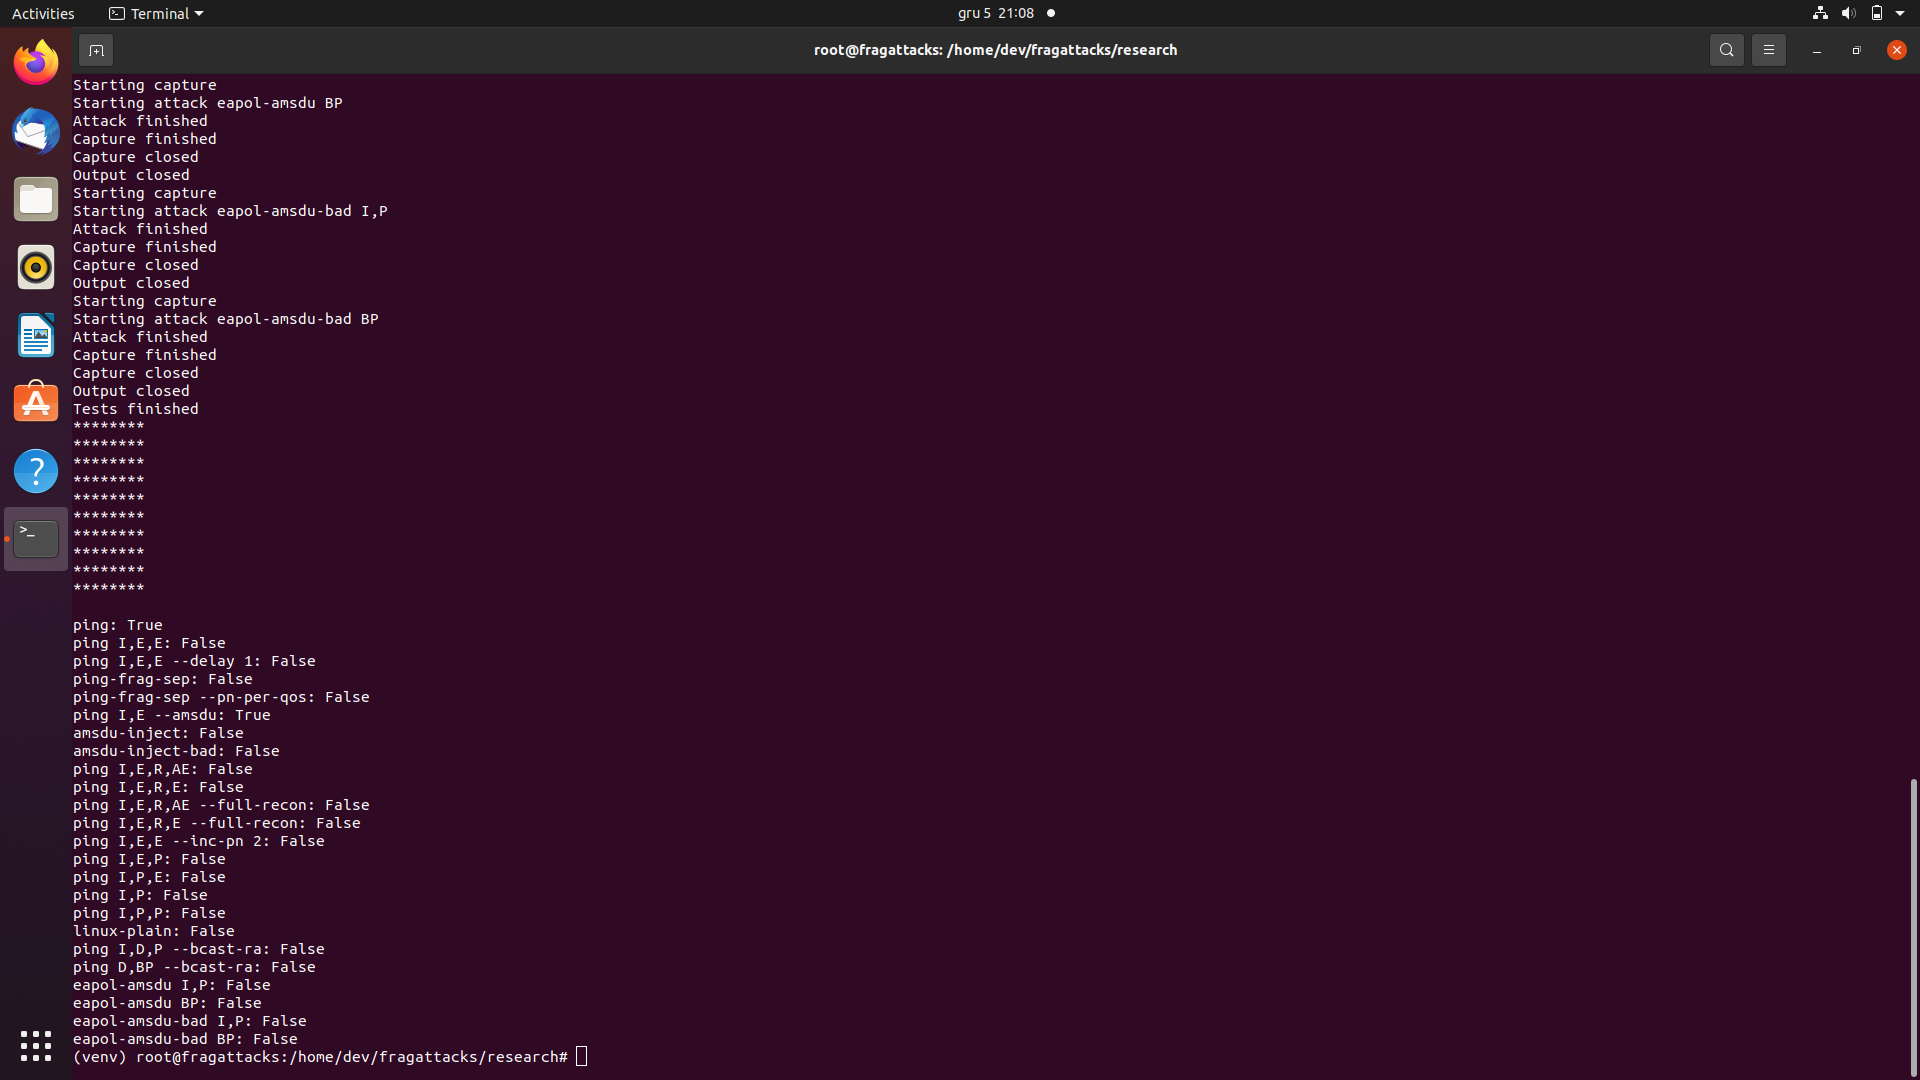 Activities
Terminal
gru 5 21:08
root@fragattacks: /home/dev/fragattacks/research
Starting capture
Starting attack eapol-amsdu BP
Attack finished
Capture finished
Capture closed
Output closed
Starting capture
Starting attack eapol-amsdu-bad I,P
Attack finished
Capture finished
Capture closed
Output closed
Starting capture
Starting attack eapol-amsdu-bad BP
Attack finished
Capture finished
Capture closed
Output closed
Tests finished
********
********
********
********
********
********
********
********
********
********
ping: True
ping I,E,E: False
ping I,E,E --delay 1: False
ping-frag-sep: False
ping-frag-sep --pn-per-qos: False
ping I,E --amsdu: True
amsdu-inject: False
amsdu-inject-bad: False
ping I,E,R,AE: False
ping I,E,R,E: False
ping I,E,R,AE --full-recon: False
ping I,E,R,E --full-recon: False
ping I,E,E --inc-pn 2: False
ping I,E,P: False
ping I,P,E: False
ping I,P: False
ping I,P,P: False
linux-plain: False
ping I,D,P --bcast-ra: False
ping D,BP --bcast-ra: False
eapol-amsdu I,P: False
eapol-amsdu BP: False
eapol-amsdu-bad I,P: False
eapol-amsdu-bad BP: False
(venv) root@fragattacks:/home/dev/fragattacks/research#